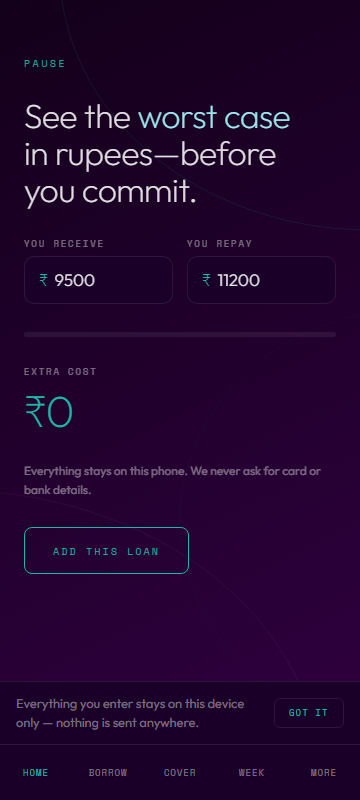 PAUSE
See the worst case
in rupees—before
you commit.
YOU RECEIVE YOU REPAY
₹ 9500 ₹ 11200
EXTRA COST
₹0
Everything stays on this phone. We never ask for card or
bank details.
ADD THIS LOAN
Everything you enter stays on this device
only — nothing is sent anywhere.
GOT IT
HOME BORROW COVER WEEK MORE